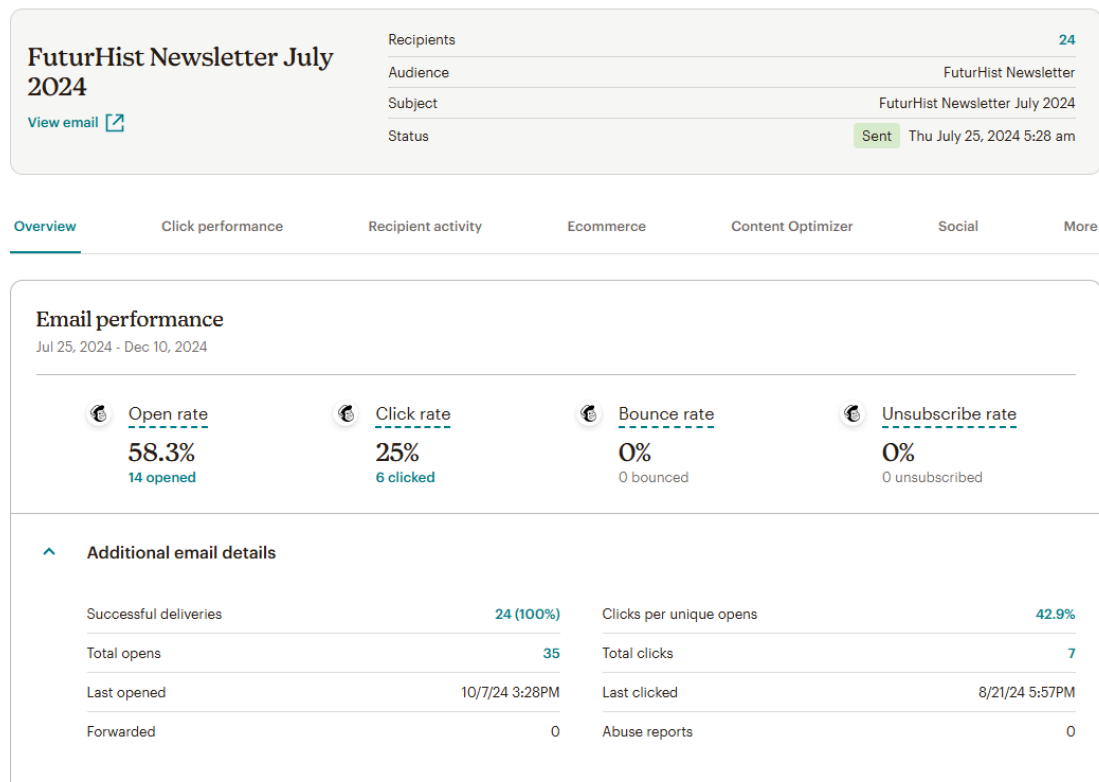 FuturHist Newsletter July
2024
View email
Recipients 24
Audience FuturHist Newsletter
Subject FuturHist Newsletter July 2024
Status Sent Thu July 25, 2024 5:28 am
Overview Click performance Recipient activity Ecommerce Content Optimizer Social More
Email performance
Jul 25, 2024 - Dec 10, 2024
Open rate Click rate Bounce rate Unsubscribe rate
58.3% 25% 0% 0%
14 opened 6 clicked 0 bounced 0 unsubscribed
Additional email details
Successful deliveries 24 (100%) Clicks per unique opens 42.9%
Total opens 35 Total clicks 7
Last opened 10/7/24 3:28PM Last clicked 8/21/24 5:57PM
Forwarded 0 Abuse reports 0